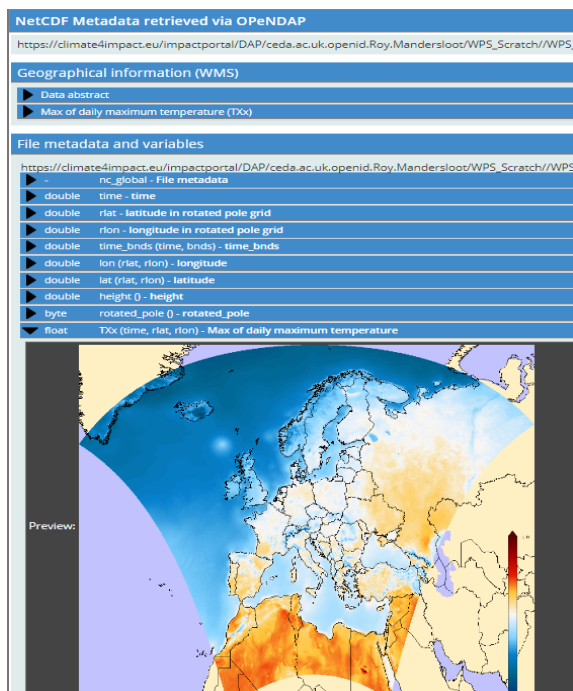 NetCDF Metadata retrieved via OPeNDAP
https://climate4impact.eu/impactportal/DAP/ceda.ac.uk.openid.Roy.Mandersloot/WPS_Scratch//WPS_
Geographical information (WMS)
Data abstract
Max of daily maximum temperature (TXx)
File metadata and variables
https://climate4impact.eu/impactportal/DAP/ceda.ac.uk.openid.Roy.Mandersloot/WPS_Scratch//WPS
- nc_global - File metadata
double time - time
double rlat - latitude in rotated pole grid
double rlon - longitude in rotated pole grid
double time_bnds (time, bnds) - time_bnds
double lon (rlat, rlon) - longitude
double lat (rlat, rlon) - latitude
double height () - height
byte rotated_pole () - rotated_pole
float TXx (time, rlat, rlon) - Max of daily maximum temperature
Preview: